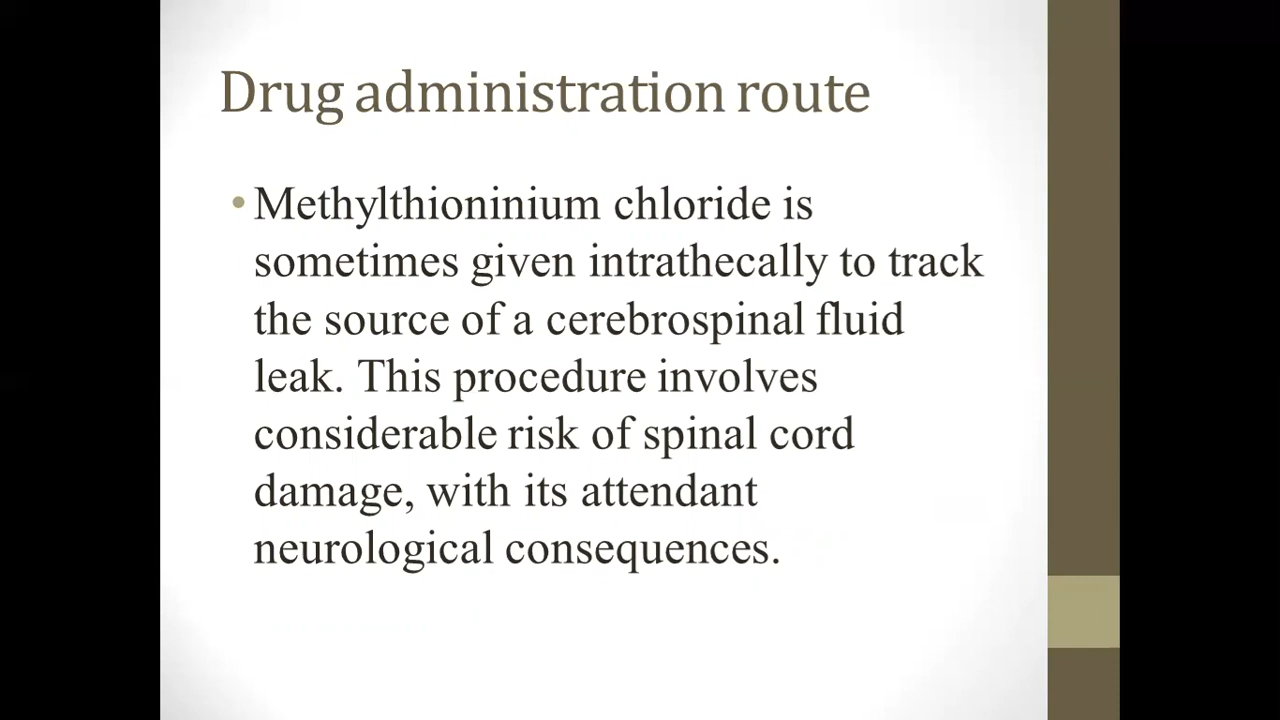 Drug administration route
• Methylthioninium chloride is
sometimes given intrathecally to track
the source of a cerebrospinal fluid
leak. This procedure involves
considerable risk of spinal cord
damage, with its attendant
neurological consequences.